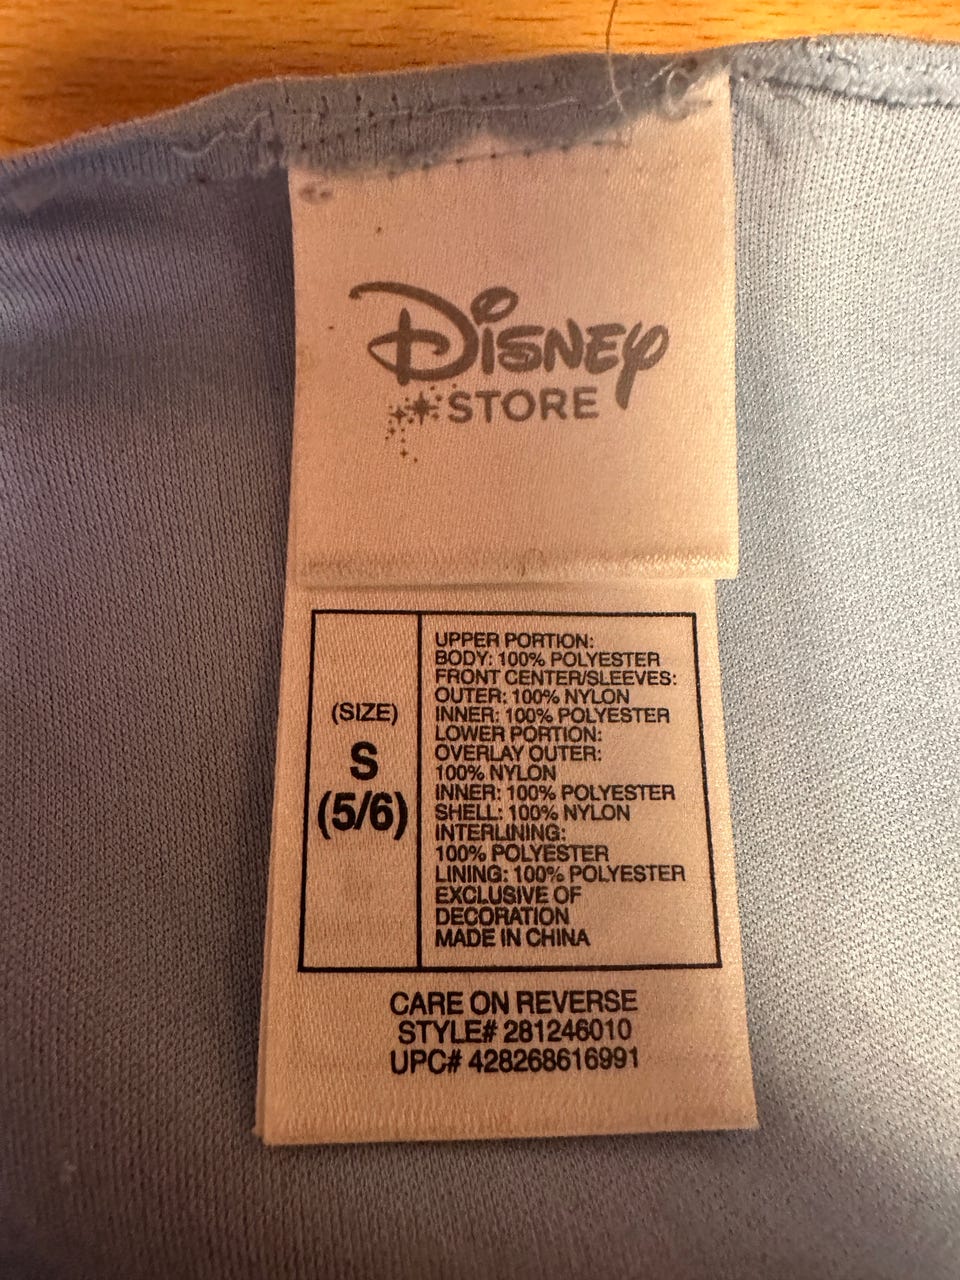 Disney
STORE
(SIZE)
S
(5/6)
UPPER PORTION:
BODY: 100% POLYESTER
FRONT CENTER/SLEEVES:
OUTER: 100% NYLON
INNER: 100% POLYESTER
LOWER PORTION:
OVERLAY OUTER:
100% NYLON
INNER: 100% POLYESTER
SHELL: 100% NYLON
INTERLINING:
100% POLYESTER
LINING: 100% POLYESTER
EXCLUSIVE OF
DECORATION
MADE IN CHINA
CARE ON REVERSE
STYLE# 281246010
UPC# 428268616991